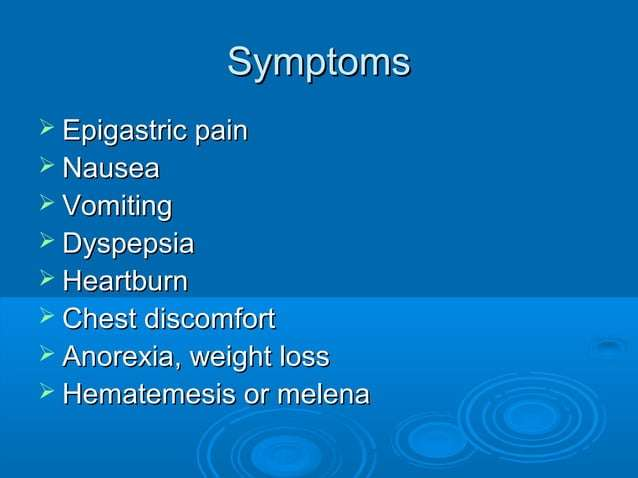 Symptoms
➢ Epigastric pain
➢ Nausea
➢ Vomiting
➢ Dyspepsia
➢ Heartburn
➢ Chest discomfort
➢ Anorexia, weight loss
➢ Hematemesis or melena